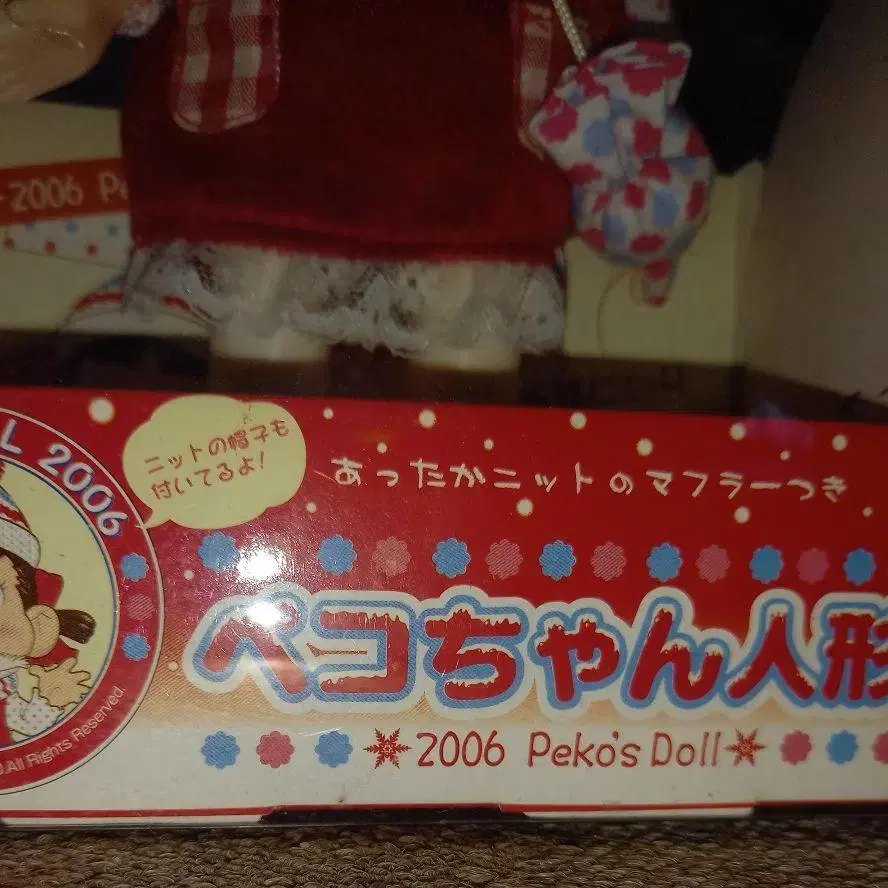 2006 Pe
L 2006
ニットの帽子も
付いてるよ!
あったかニットのマフラーつき
ペコちゃん人形
2006 Peko's Doll
.All Rights Reserved.